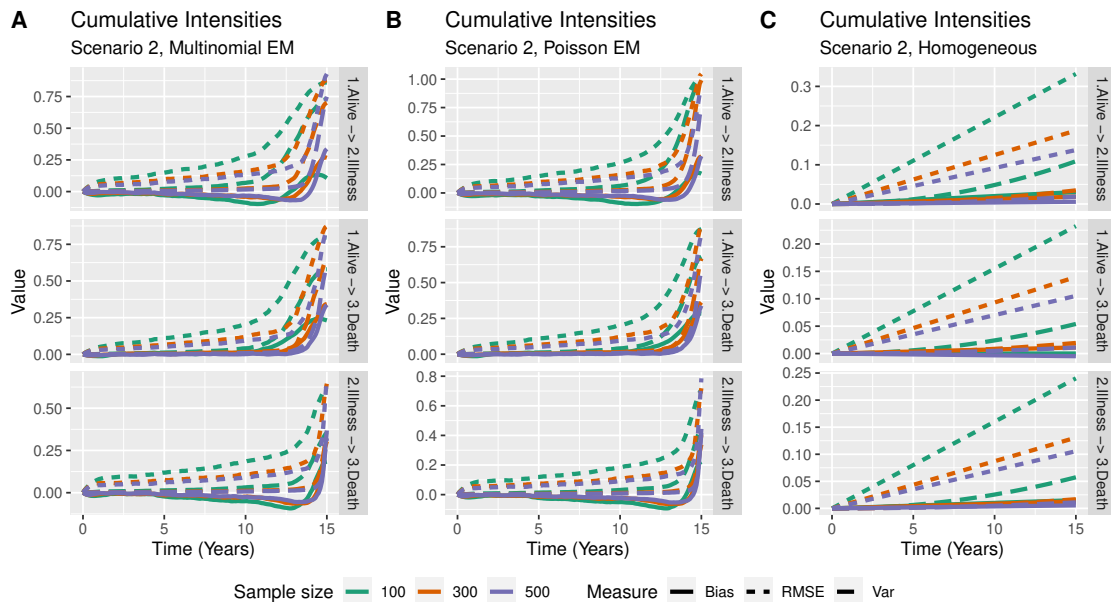 A
Cumulative Intensities
Scenario 2, Multinomial EM
Value
0.75
0.50
0.25
0.00
1.Alive −> 2.Illness
0.75
0.50
0.25
0.00
1.Alive −> 3.Death
0.50
0.25
0.00
2.Illness −> 3.Death
0
5
10
15
Time (Years)
B
Cumulative Intensities
Scenario 2, Poisson EM
Value
1.00
0.75
0.50
0.25
0.00
1.Alive −> 2.Illness
0.75
0.50
0.25
0.00
1.Alive −> 3.Death
0.8
0.6
0.4
0.2
0.0
2.Illness −> 3.Death
0
5
10
15
Time (Years)
C
Cumulative Intensities
Scenario 2, Homogeneous
Value
0.3
0.2
0.1
0.0
1.Alive −> 2.Illness
0.20
0.15
0.10
0.05
0.00
1.Alive −> 3.Death
0.25
0.20
0.15
0.10
0.05
0.00
2.Illness −> 3.Death
0
5
10
15
Time (Years)
Sample size 100 300 500 Measure Bias RMSE Var